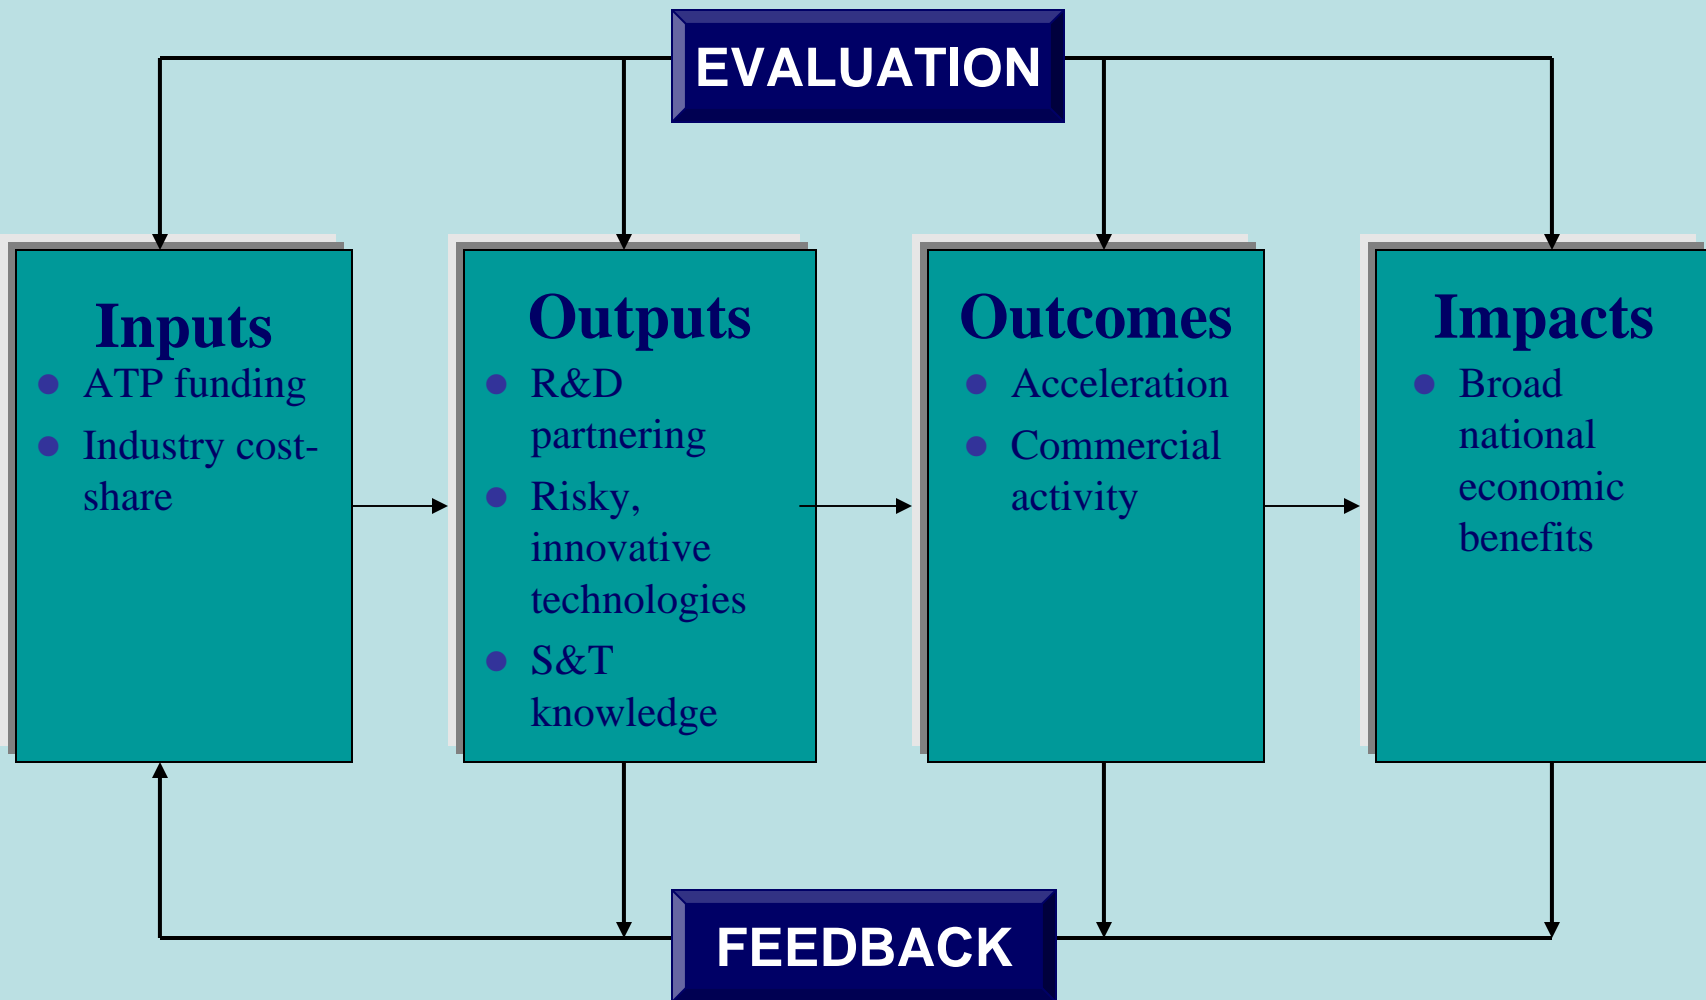 EVALUATION
Inputs
ATP funding
Industry cost-
share
Outputs
R&D
partnering
Risky,
innovative
technologies
S&T
knowledge
Outcomes
Acceleration
Commercial
activity
Impacts
Broad
national
economic
benefits
FEEDBACK